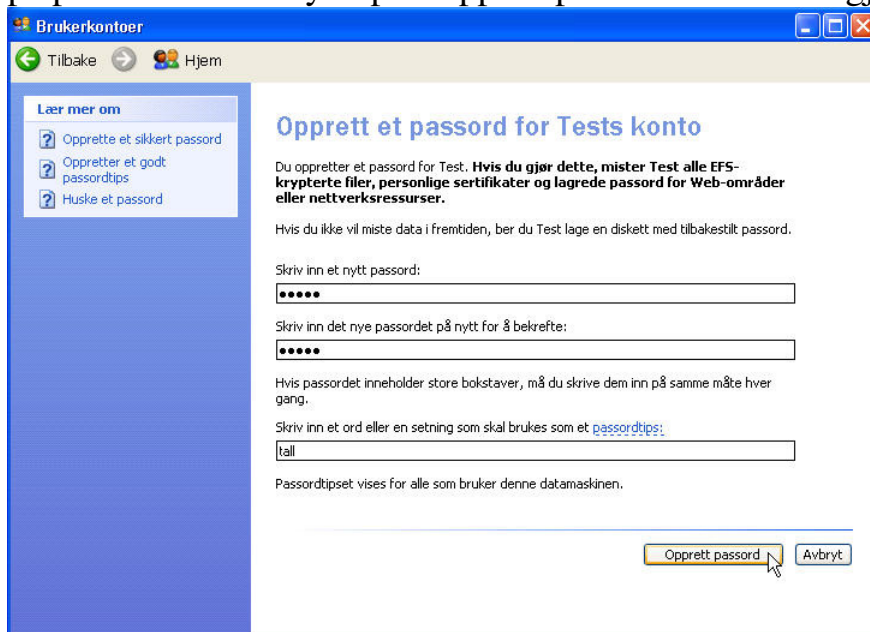 Brukerkontoer
Tilbake Hjem
Lær mer om
Opprette et sikkert passord
Oppretter et godt
passordtips
Huske et passord
Opprett et passord for Tests konto
Du oppretter et passord for Test. Hvis du gjør dette, mister Test alle EFS-
krypterte filer, personlige sertifikater og lagrede passord for Web-områder
eller nettverksressurser.
Hvis du ikke vil miste data i fremtiden, ber du Test lage en diskett med tilbakestilt passord.
Skriv inn et nytt passord:
●●●●●
Skriv inn det nye passordet på nytt for å bekrefte:
●●●●●
Hvis passordet inneholder store bokstaver, må du skrive dem inn på samme måte hver
gang.
Skriv inn et ord eller en setning som skal brukes som et passordtips:
tall
Passordtipset vises for alle som bruker denne datamaskinen.
Opprett passord Avbryt